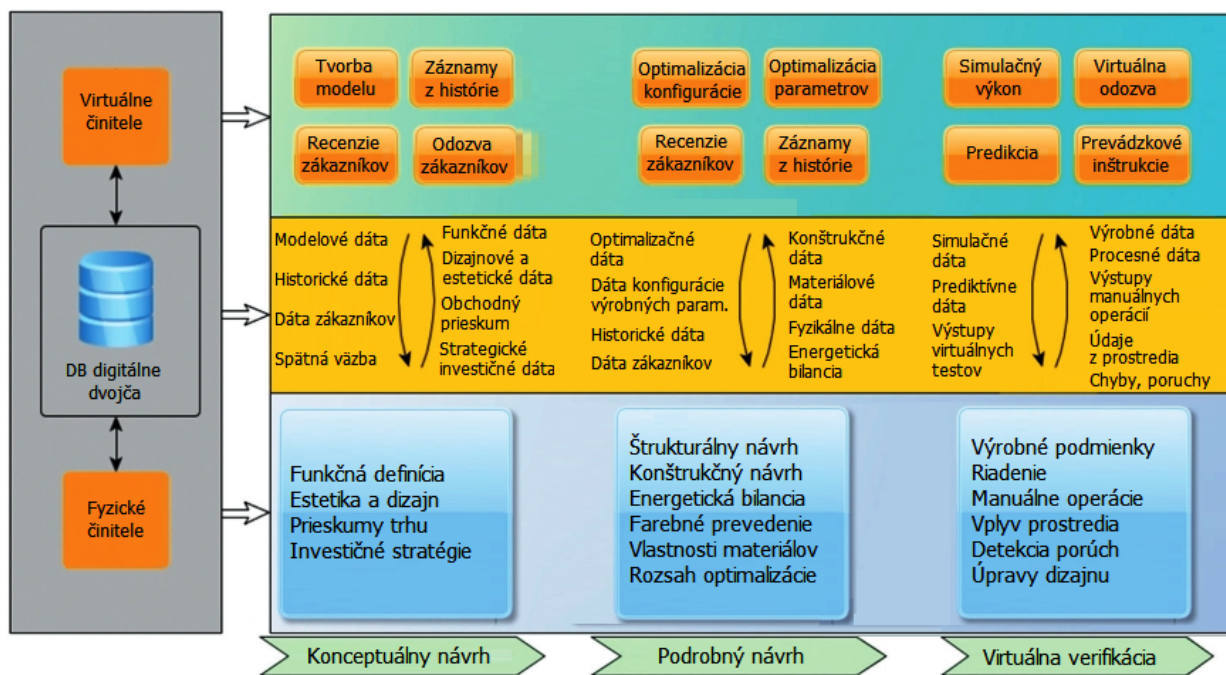 Virtuálne
činitele
DB digitálne
dvojča
Fyzické
činitele
Tvorba
modelu
Záznamy
z histórie
Recenzie
zákazníkov
Odozva
zákazníkov
Optimalizácia
konfigurácie
Optimalizácia
parametrov
Recenzie
zákazníkov
Záznamy
z histórie
Simulačný
výkon
Virtuálna
odozva
Predikcia
Prevádzkové
inštrukcie
Modelové dáta
Historické dáta
Dáta zákazníkov
Spätná väzba
Funkčné dáta
Dizajnové a
estetické dáta
Obchodný
prieskum
Strategické
investičné dáta
Optimalizačné
dáta
Dáta konfigurácie
výrobných param.
Historické dáta
Dáta zákazníkov
Konštrukčné
dáta
Materiálové
dáta
Fyzikálne dáta
Energetická
bilancia
Simulačné
dáta
Prediktívne
dáta
Výstupy
virtuálnych
testov
Výrobné dáta
Procesné dáta
Výstupy
manuálnych
operácií
Údaje
z prostredia
Chyby, poruchy
Funkčná definícia
Estetika a dizajn
Prieskumy trhu
Investičné stratégie
Štrukturálny návrh
Konštrukčný návrh
Energetická bilancia
Farebné prevedenie
Vlastnosti materiálov
Rozsah optimalizácie
Výrobné podmienky
Riadenie
Manuálne operácie
Vplyv prostredia
Detekcia porúch
Úpravy dizajnu
Konceptuálny návrh
Podrobný návrh
Virtuálna verifikácia